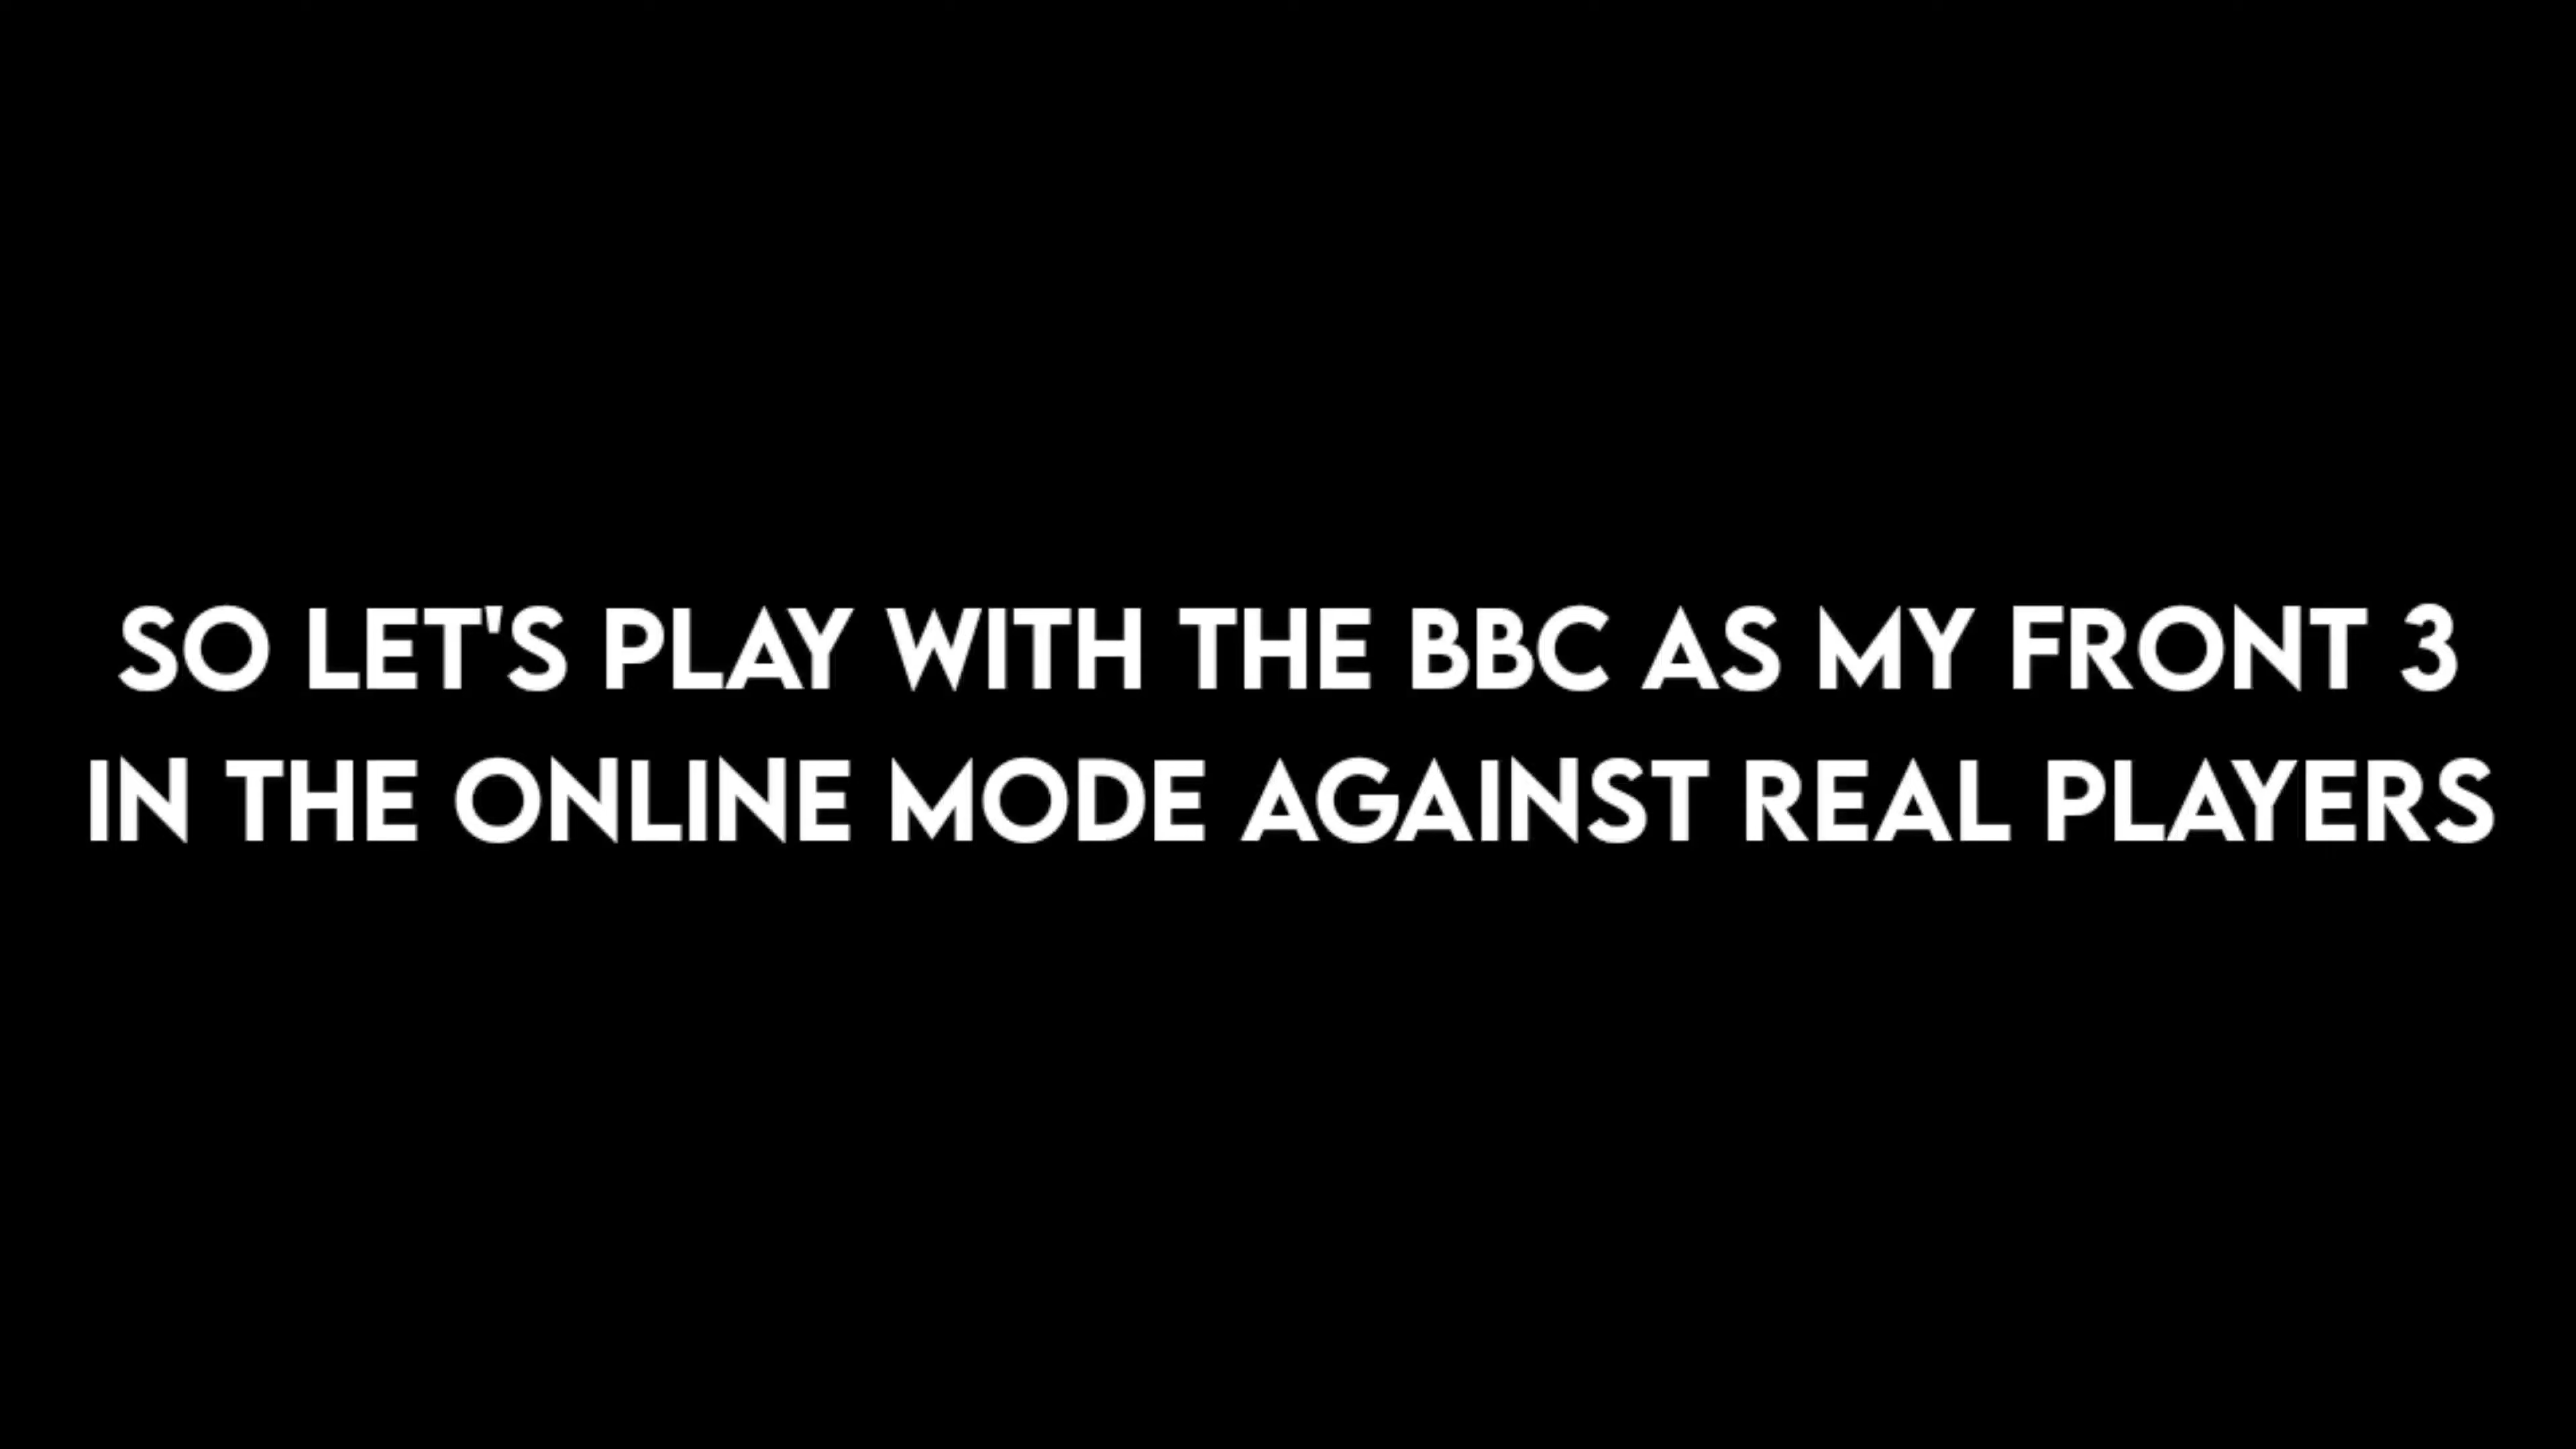 SO LET'S PLAY WITH THE BBC AS MY FRONT 3
IN THE ONLINE MODE AGAINST REAL PLAYERS